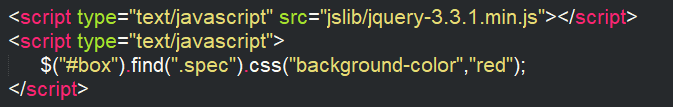 <script type="text/javascript" src="jslib/jquery-3.3.1.min.js"></script>
<script type="text/javascript">
$("#box").find(".spec").css("background-color","red");
</script>